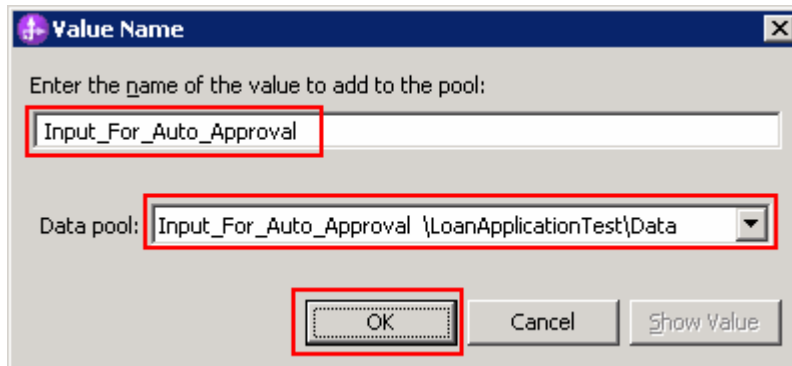 Value Name
Enter the name of the value to add to the pool:
Input_For_Auto_Approval
Data pool: Input_For_Auto_Approval \LoanApplicationTest\Data
OK Cancel Show Value